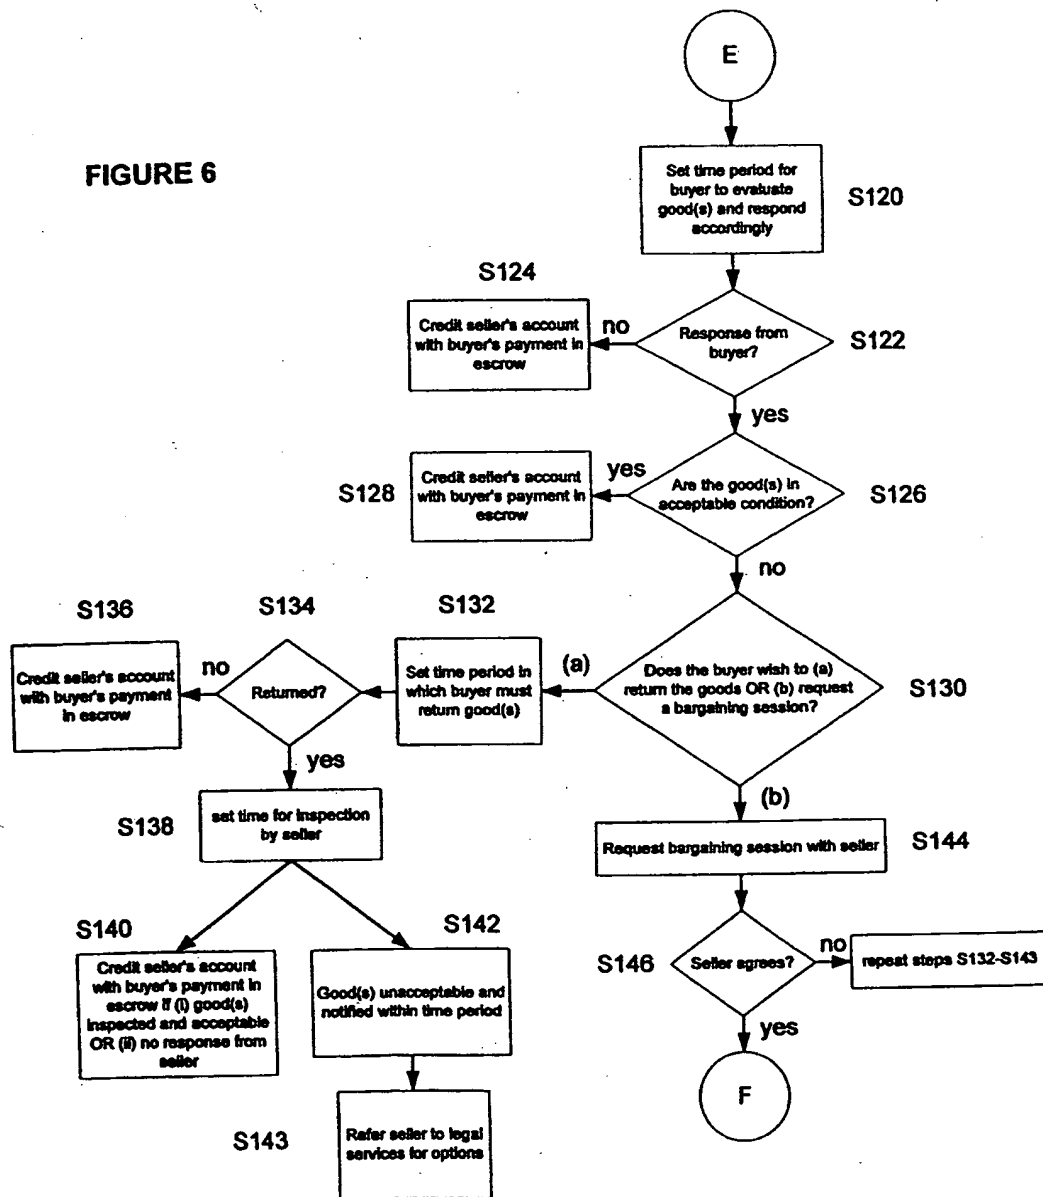 E
FIGURE 6
Set time period for
buyer to evaluate
good(s) and respond
accordingly
S120
S124
Credit seller's account
with buyer's payment in
escrow
no
Response from
buyer?
S122
yes
S128
Credit seller's account
with buyer's payment in
escrow
yes
Are the good(s) in
acceptable condition?
S126
no
S136
S134
S132
Credit seller's account
with buyer's payment
in escrow
no
Returned?
Set time period in
which buyer must
return good(s)
(a)
Does the buyer wish to (a)
return the goods OR (b) request
a bargaining session?
S130
yes
(b)
S138
set time for inspection
by seller
Request bargaining session with seller
S144
S140
Credit seller's account
with buyer's payment in
escrow if (i) good(s)
inspected and acceptable
OR (ii) no response from
seller
S142
Good(s) unacceptable and
notified within time period
S146
Seller agrees?
no
repeat steps S132-S143
yes
F
S143
Refer seller to legal
services for options